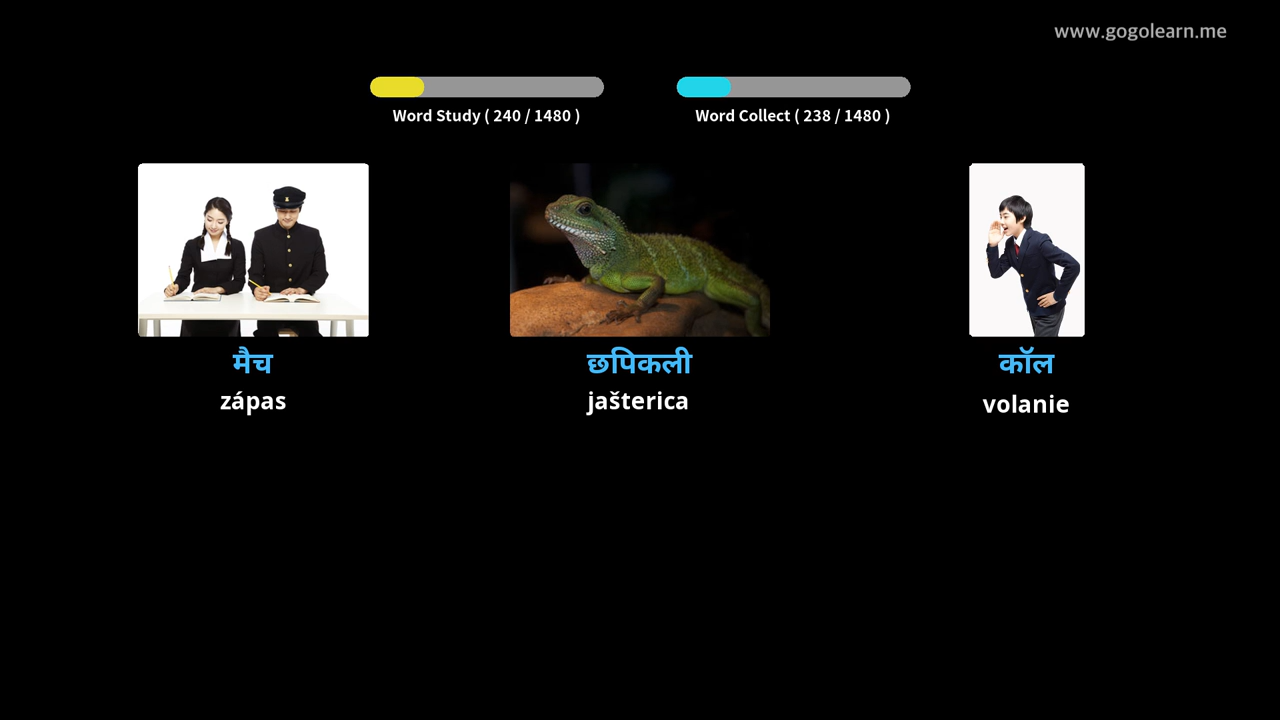 www.gogolearn.me
Word Study ( 240 / 1480 )
Word Collect ( 238 / 1480 )
मैच
छिपकली
कॉल
zápas
jašterica
volanie